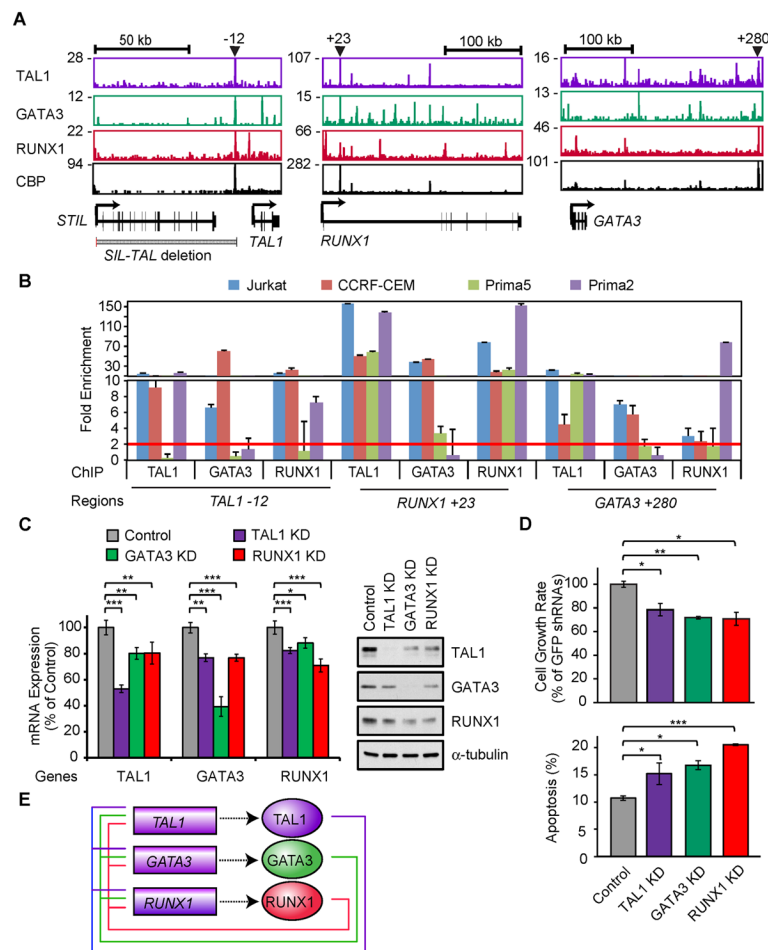 A
50 kb
-12
+23
100 kb
100 kb
+280
TAL1
28
107
16
GATA3
12
15
13
RUNX1
22
66
46
CBP
94
282
101
STIL
TAL1
RUNX1
GATA3
SIL-TAL deletion
B
Jurkat
CCRF-CEM
Prima5
Prima2
Fold Enrichment
150
110
70
30
10
8
6
4
2
2
0
ChIP
TAL1
GATA3
RUNX1
TAL1
GATA3
RUNX1
TAL1
GATA3
RUNX1
Regions
TAL1 -12
RUNX1 +23
GATA3 +280
C
Control
TAL1 KD
GATA3 KD
RUNX1 KD
mRNA Expression
(% of Control)
100
80
60
40
20
0
**
**
***
***
***
**
***
*
***
Genes
TAL1
GATA3
RUNX1
Control
TAL1 KD
GATA3 KD
RUNX1 KD
TAL1
GATA3
RUNX1
α-tubulin
D
Cell Growth Rate
(% of GFP shRNAs)
100
80
60
40
20
0
*
**
*
Apoptosis (%)
20
15
10
5
0
***
*
*
Control
TAL1 KD
GATA3 KD
RUNX1 KD
E
TAL1
TAL1
GATA3
GATA3
RUNX1
RUNX1